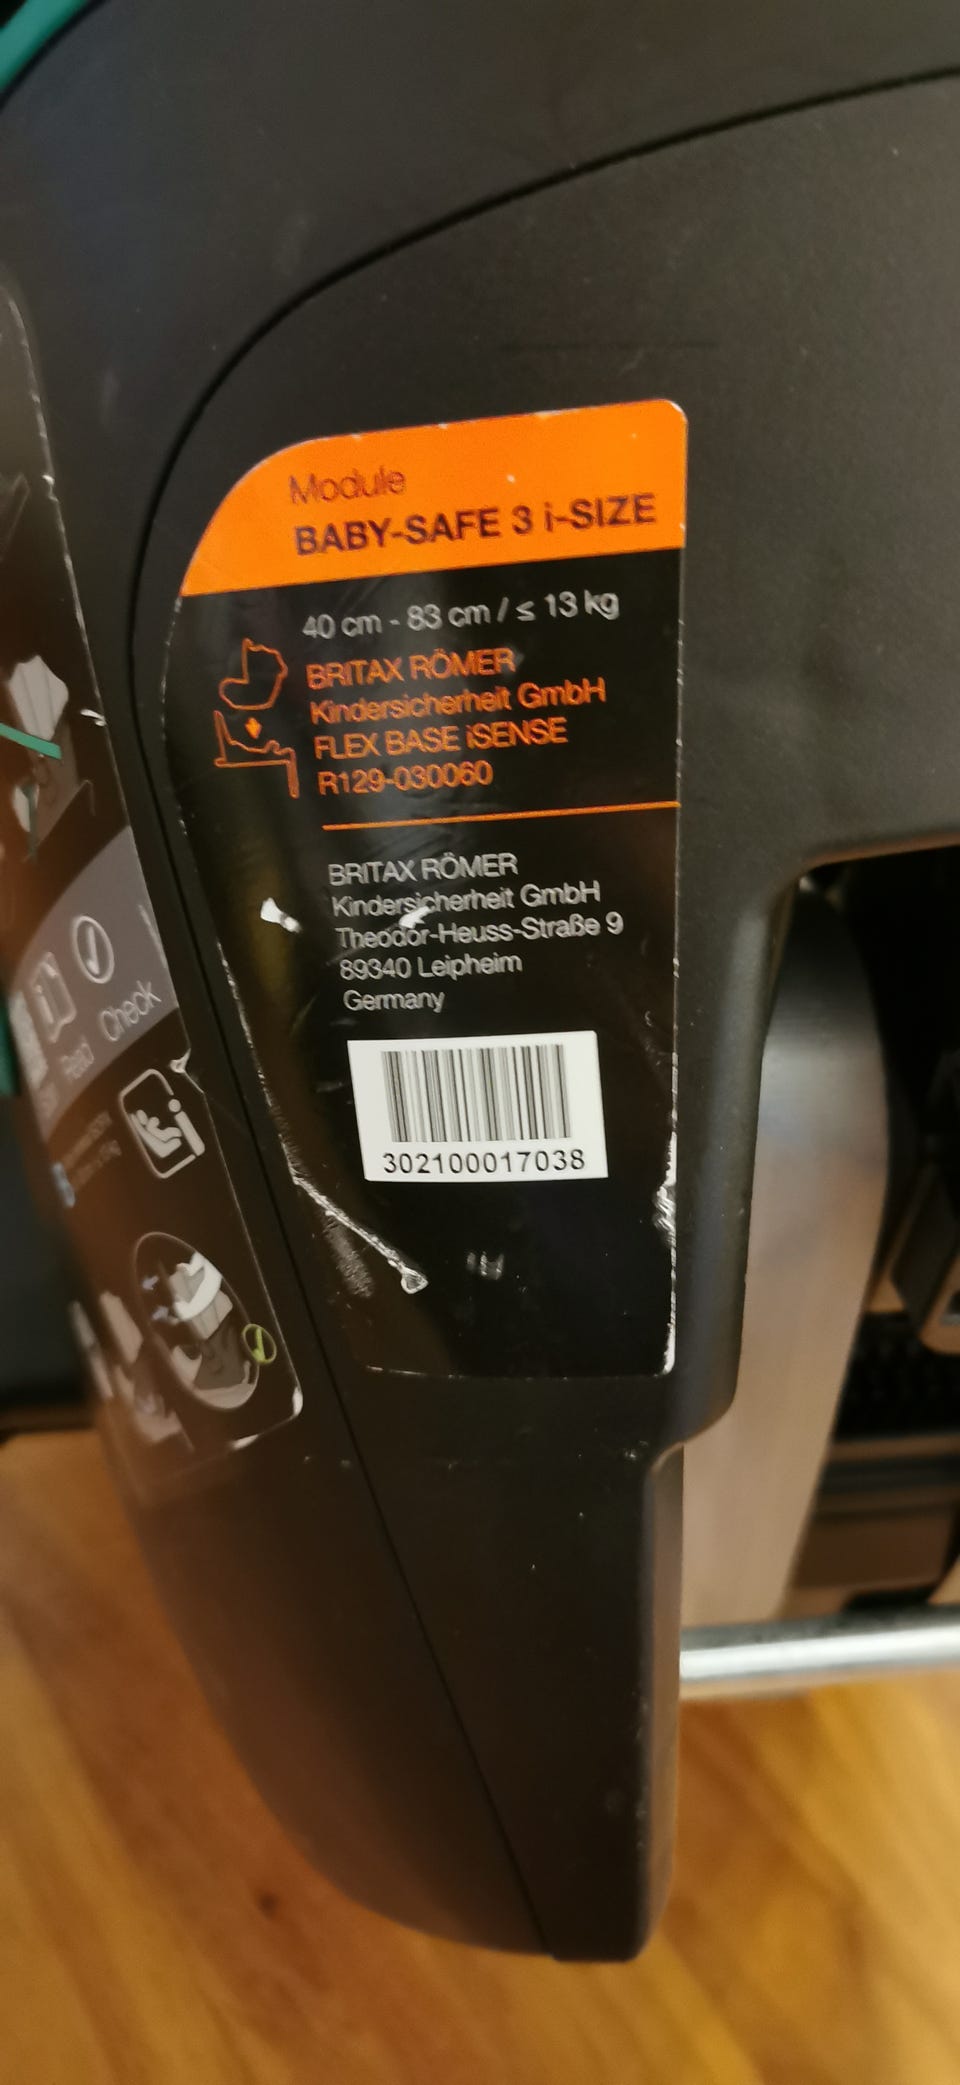 Module
BABY-SAFE 3 i-SIZE
40 cm - 83 cm / ≤ 13 kg
BRITAX RÖMER
Kindersicherheit GmbH
FLEX BASE iSENSE
R129-030060
BRITAX RÖMER
Kindersicherheit GmbH
Theodor-Heuss-Straße 9
89340 Leipheim
Germany
302100017038
Read
Check